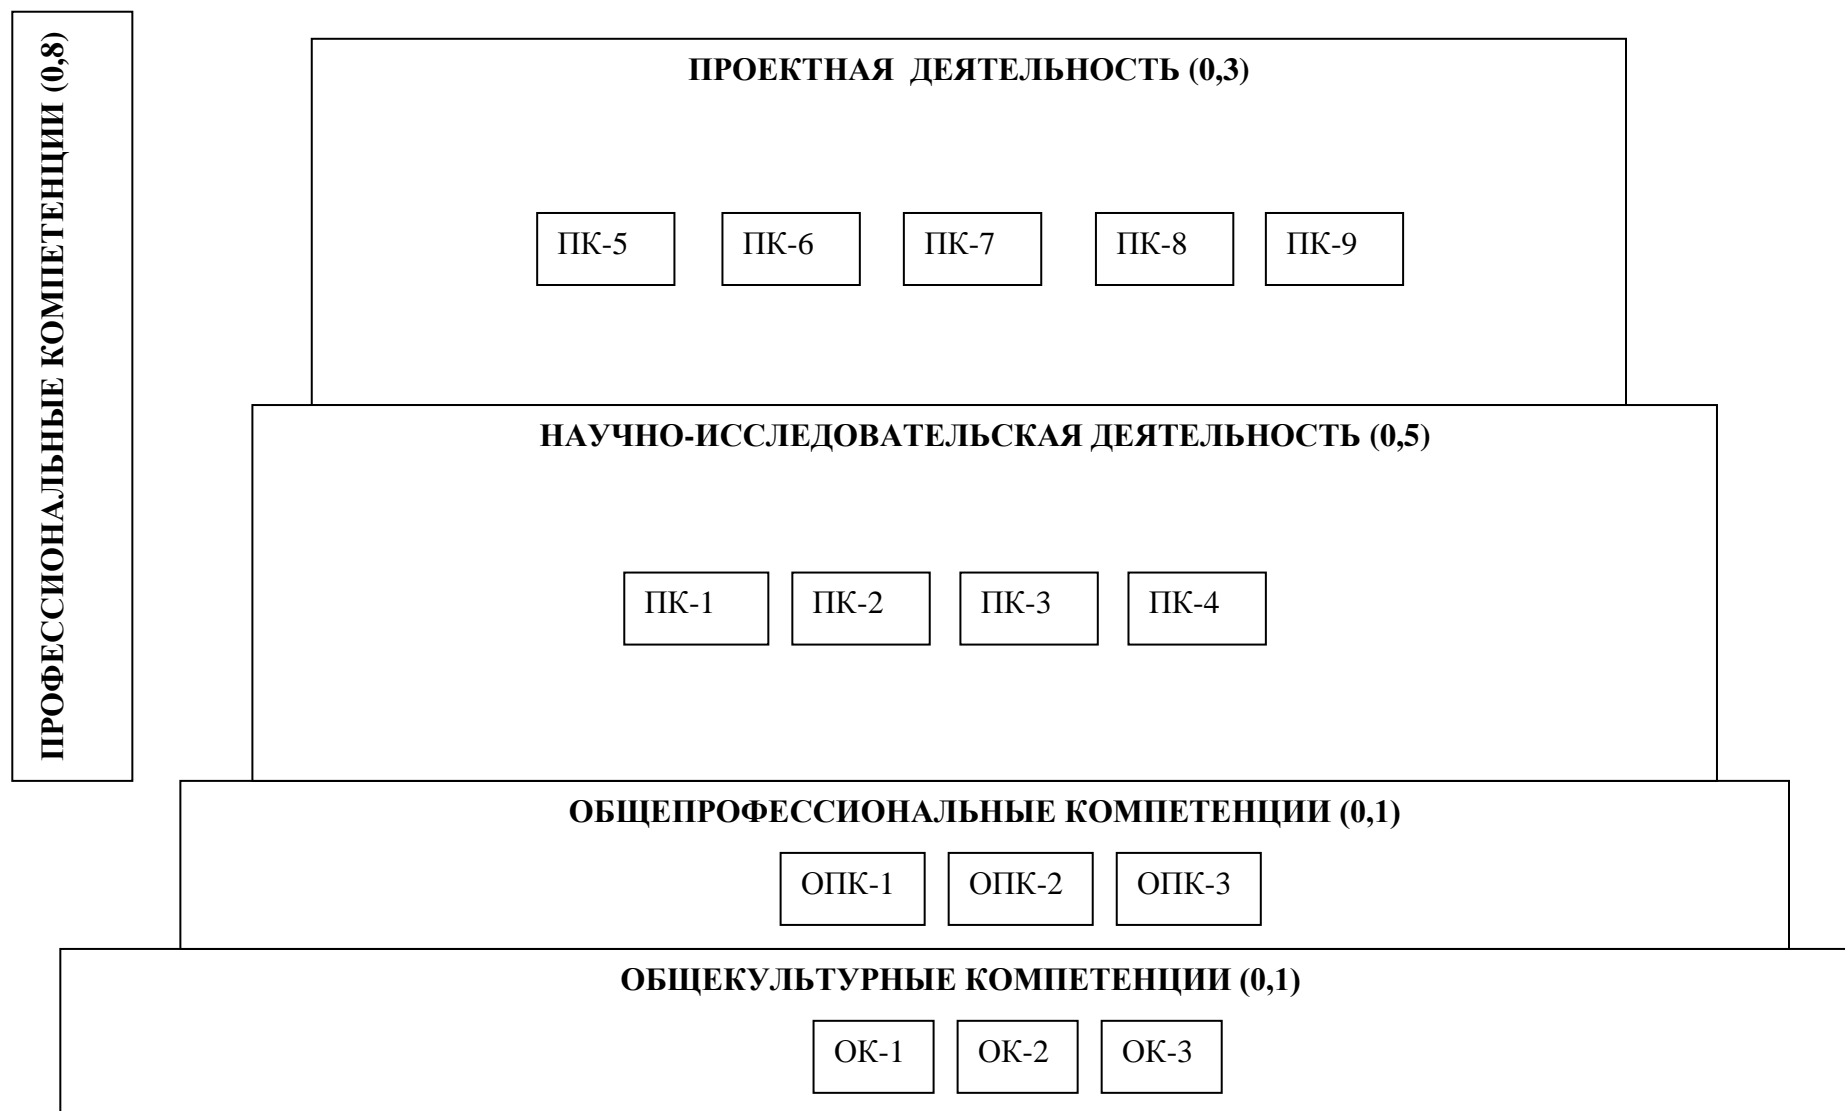 ПРОФЕССИОНАЛЬНЫЕ КОМПЕТЕНЦИИ (0,8)
ПРОЕКТНАЯ ДЕЯТЕЛЬНОСТЬ (0,3)
ПК-5 ПК-6 ПК-7 ПК-8 ПК-9
НАУЧНО-ИССЛЕДОВАТЕЛЬСКАЯ ДЕЯТЕЛЬНОСТЬ (0,5)
ПК-1 ПК-2 ПК-3 ПК-4
ОБЩЕПРОФЕССИОНАЛЬНЫЕ КОМПЕТЕНЦИИ (0,1)
ОПК-1 ОПК-2 ОПК-3
ОБЩЕКУЛЬТУРНЫЕ КОМПЕТЕНЦИИ (0,1)
ОК-1 ОК-2 ОК-3